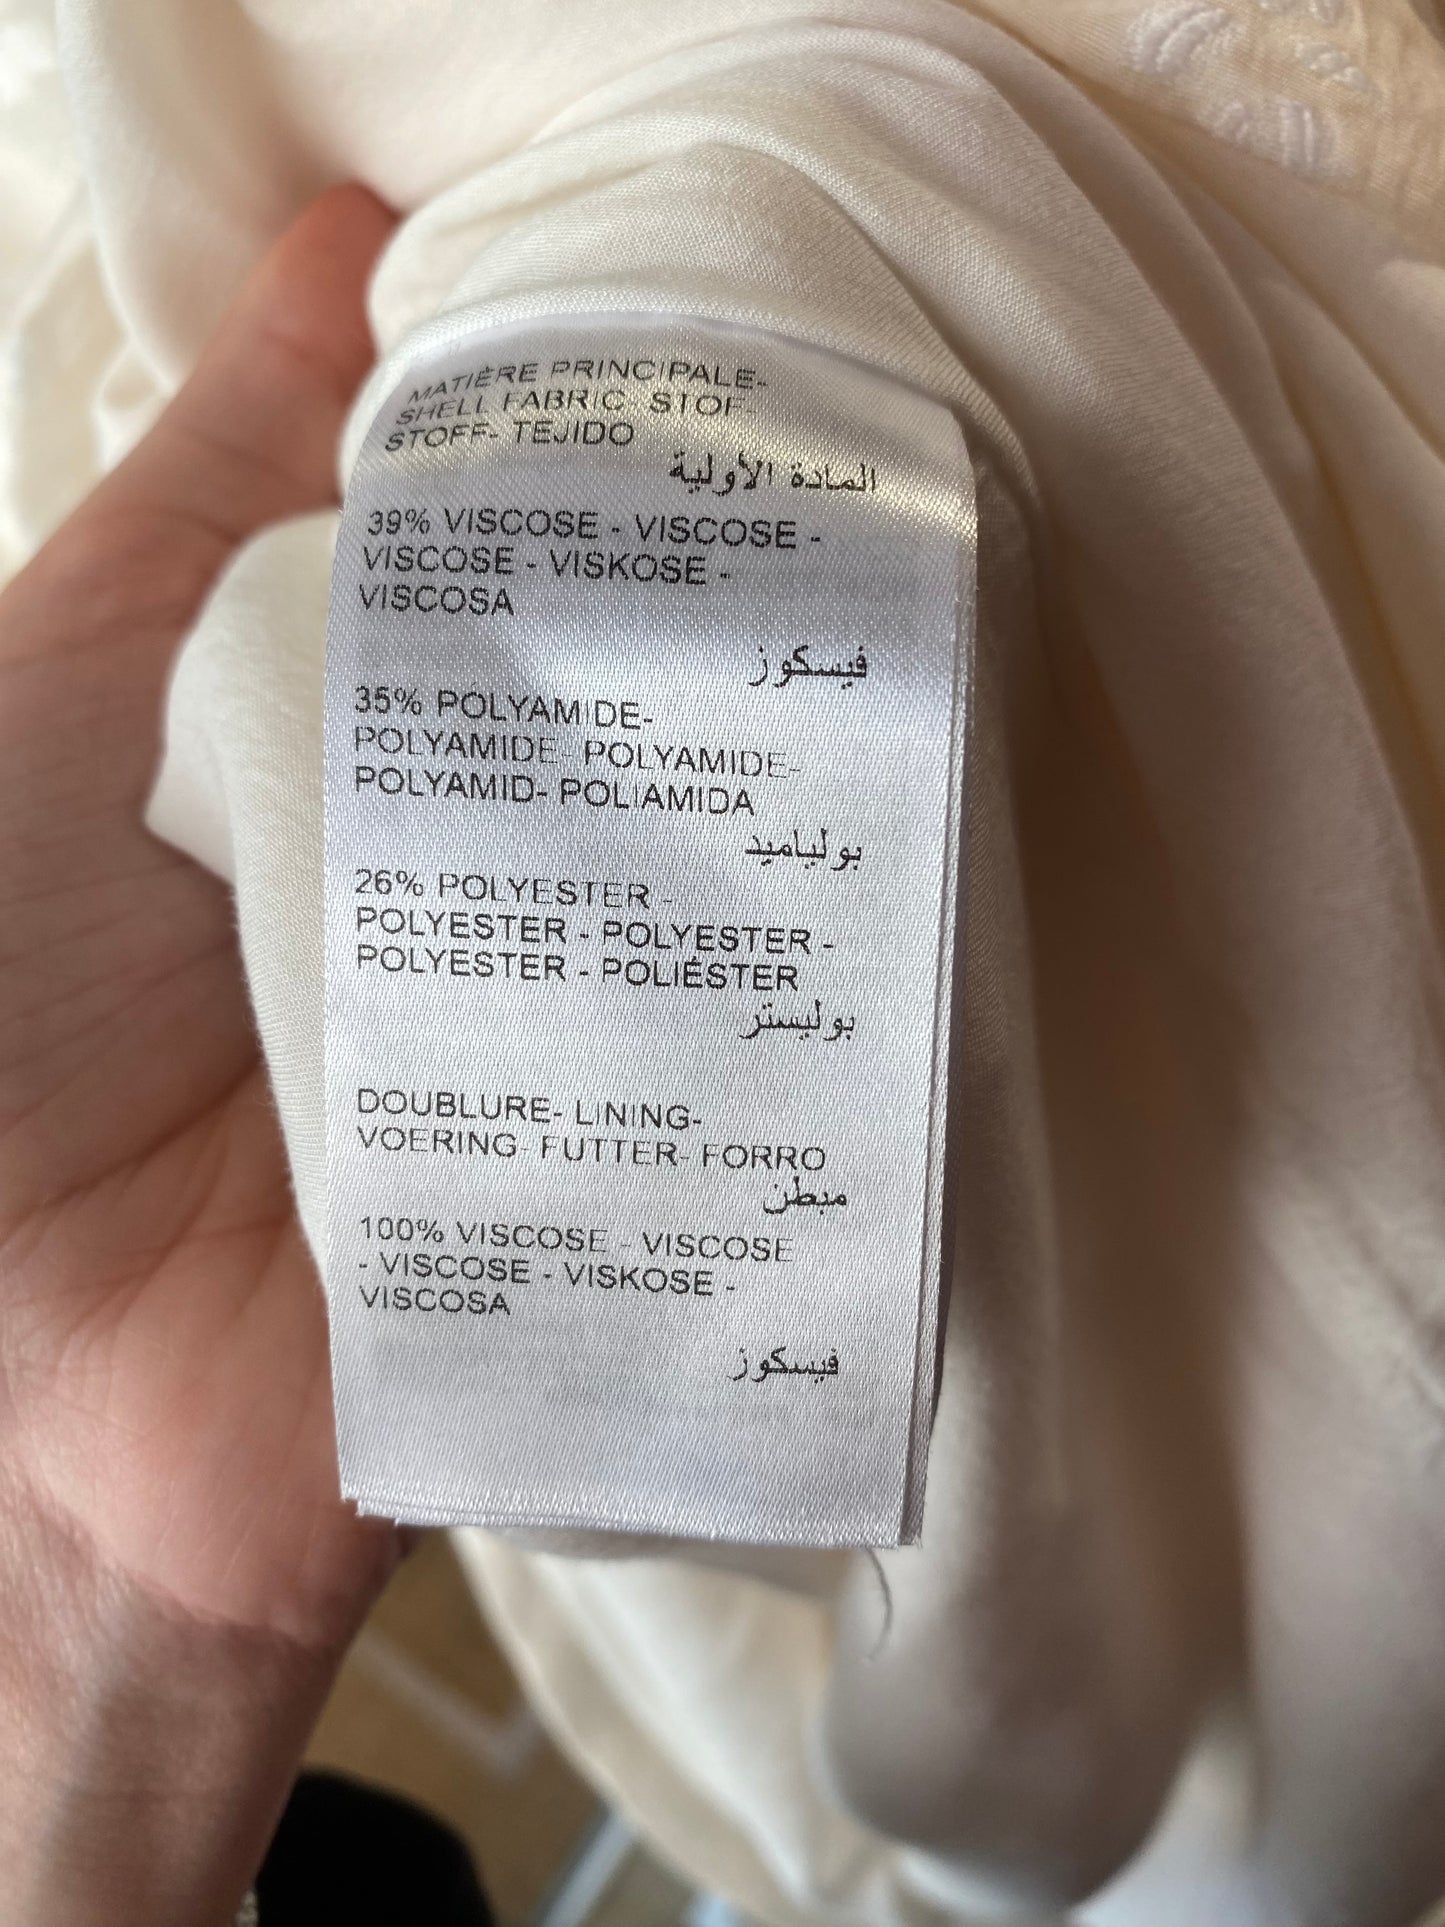 MATIÈRE PRINCIPALE-
SHELL FABRIC- STOF-
STOFF- TEJIDO
المادة الأولية
39% VISCOSE - VISCOSE -
VISCOSE - VISKOSE -
VISCOSA
فيسكوز
35% POLYAMIDE-
POLYAMIDE- POLYAMIDE-
POLYAMID- POLIAMIDA
بولياميد
26% POLYESTER -
POLYESTER - POLYESTER -
POLYESTER - POLIÉSTER
بوليستر
DOUBLURE- LINING-
VOERING- FUTTER- FORRO
مبطن
100% VISCOSE - VISCOSE
- VISCOSE - VISKOSE -
VISCOSA
فيسكوز